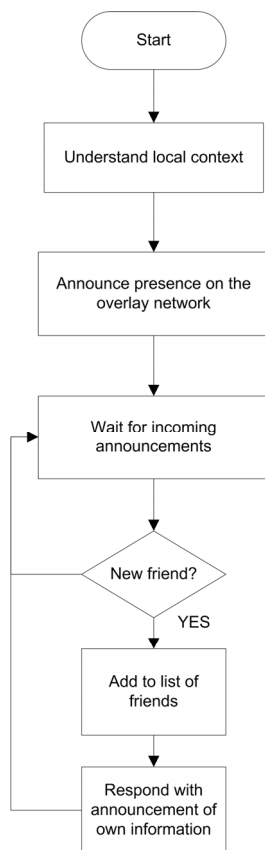 Start
Understand local context
Announce presence on the
overlay network
Wait for incoming
announcements
New friend?
YES
Add to list of
friends
Respond with
announcement of
own information